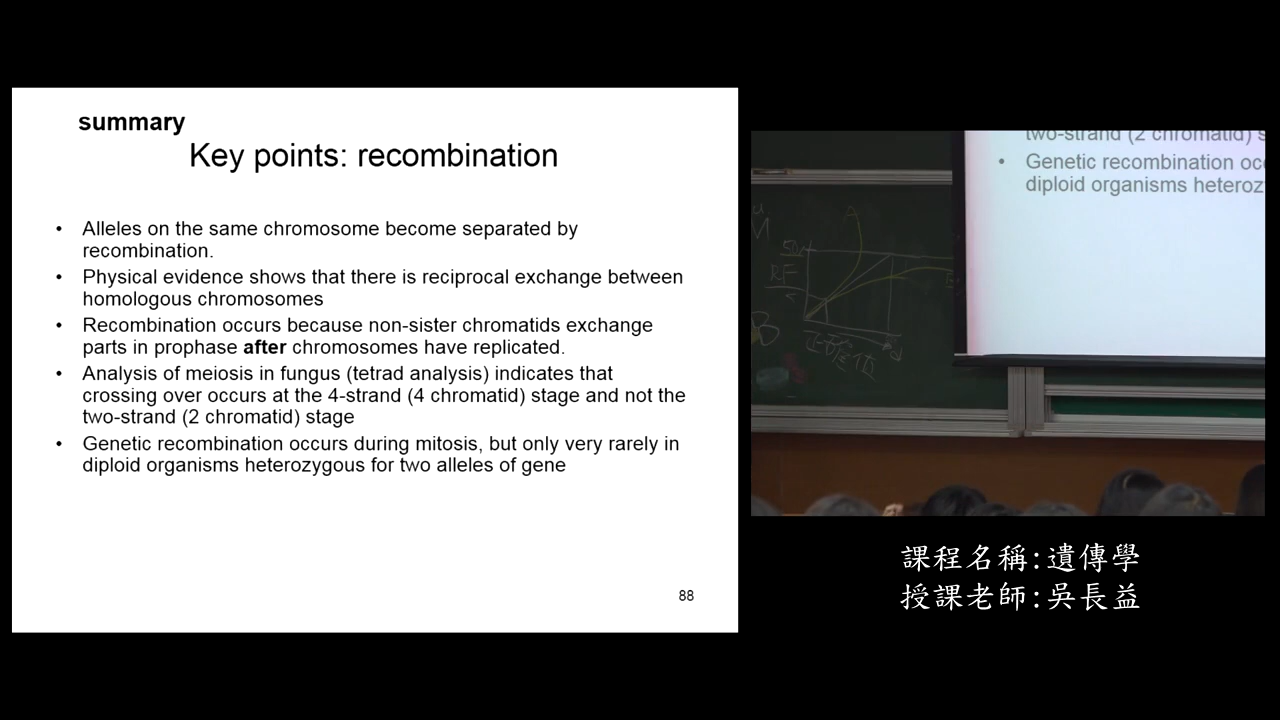 summary
Key points: recombination
• Alleles on the same chromosome become separated by
recombination.
• Physical evidence shows that there is reciprocal exchange between
homologous chromosomes
• Recombination occurs because non-sister chromatids exchange
parts in prophase after chromosomes have replicated.
• Analysis of meiosis in fungus (tetrad analysis) indicates that
crossing over occurs at the 4-strand (4 chromatid) stage and not the
two-strand (2 chromatid) stage
• Genetic recombination occurs during mitosis, but only very rarely in
diploid organisms heterozygous for two alleles of gene
88
two-strand (2 chromatid) s
• Genetic recombination occ
diploid organisms heterozy
RF
課程名稱:遺傳學
授課老師:吳長益